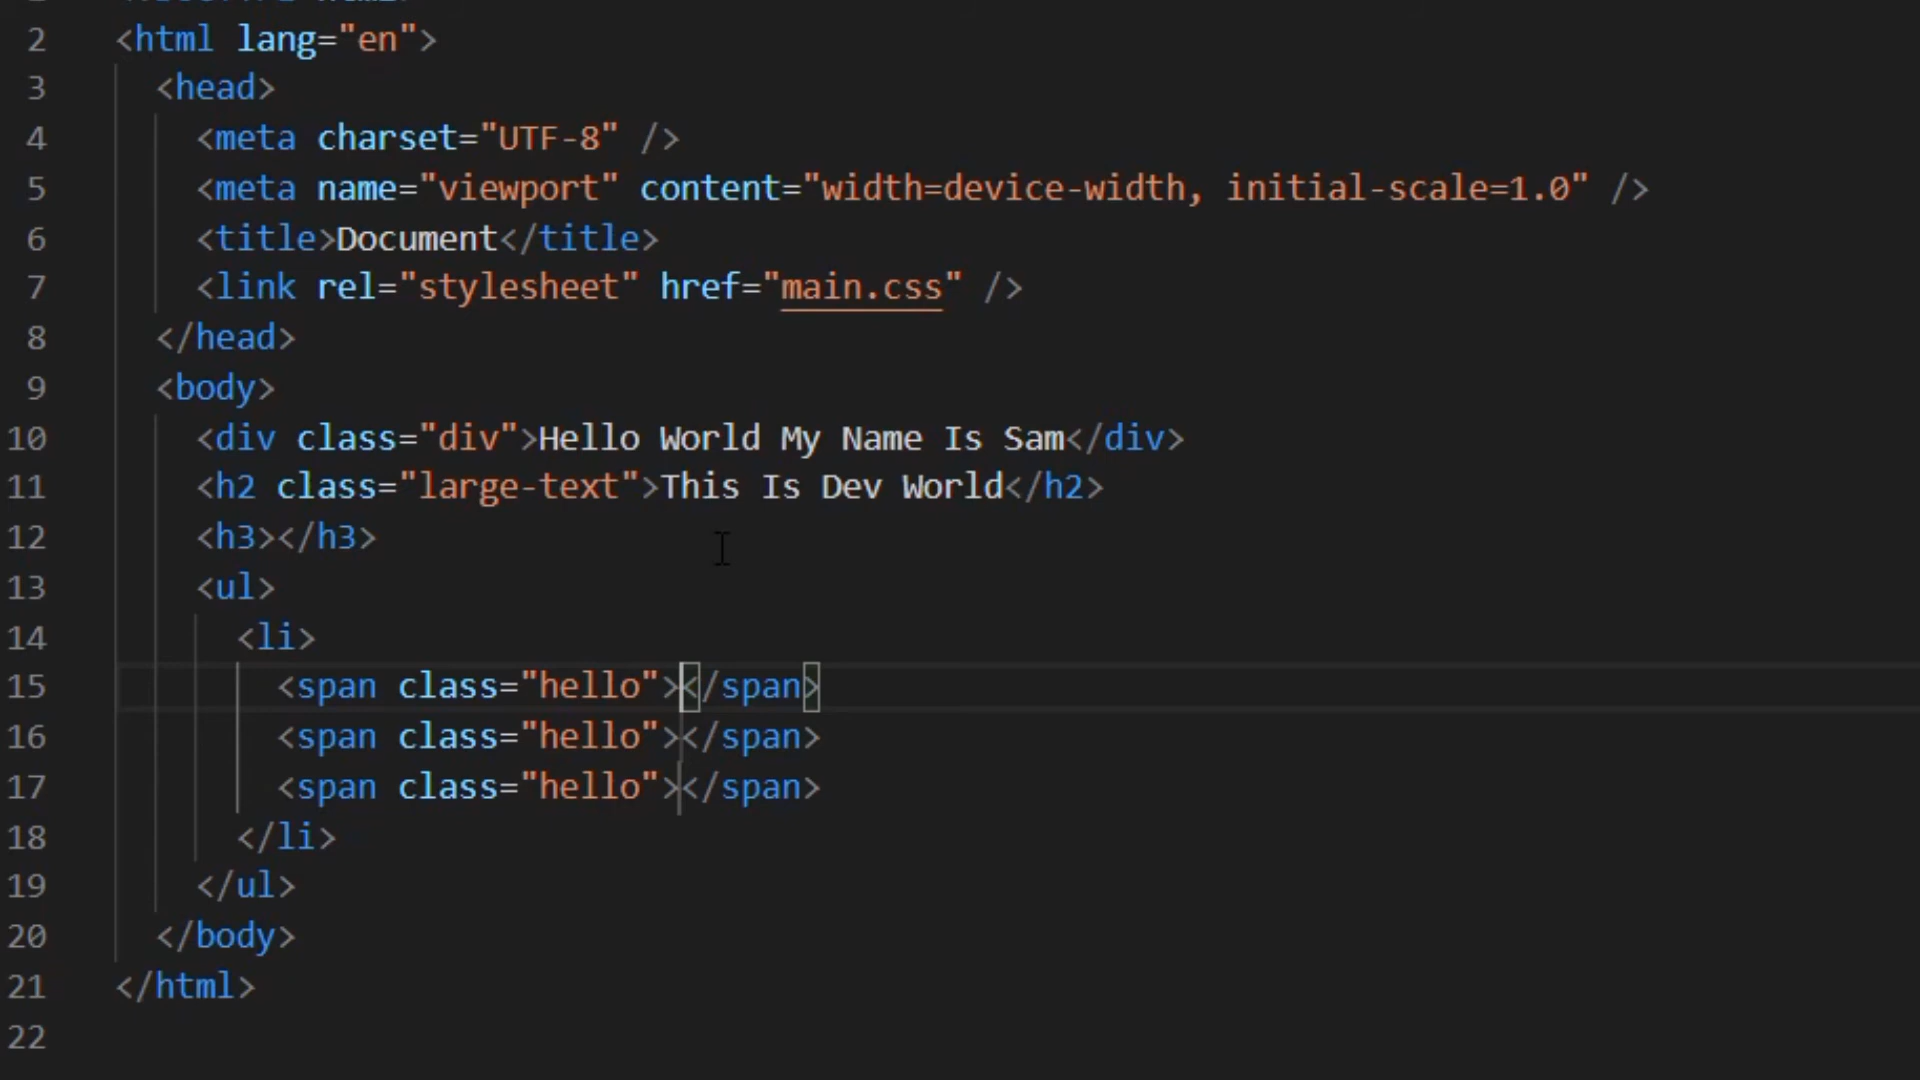 2 <html lang="en">
3 <head>
4 <meta charset="UTF-8" />
5 <meta name="viewport" content="width=device-width, initial-scale=1.0" />
6 <title>Document</title>
7 <link rel="stylesheet" href="main.css" />
8 </head>
9 <body>
10 <div class="div">Hello World My Name Is Sam</div>
11 <h2 class="large-text">This Is Dev World</h2>
12 <h3></h3>
13 <ul>
14 <li>
15 <span class="hello"></span>
16 <span class="hello"></span>
17 <span class="hello"></span>
18 </li>
19 </ul>
20 </body>
21 </html>
22